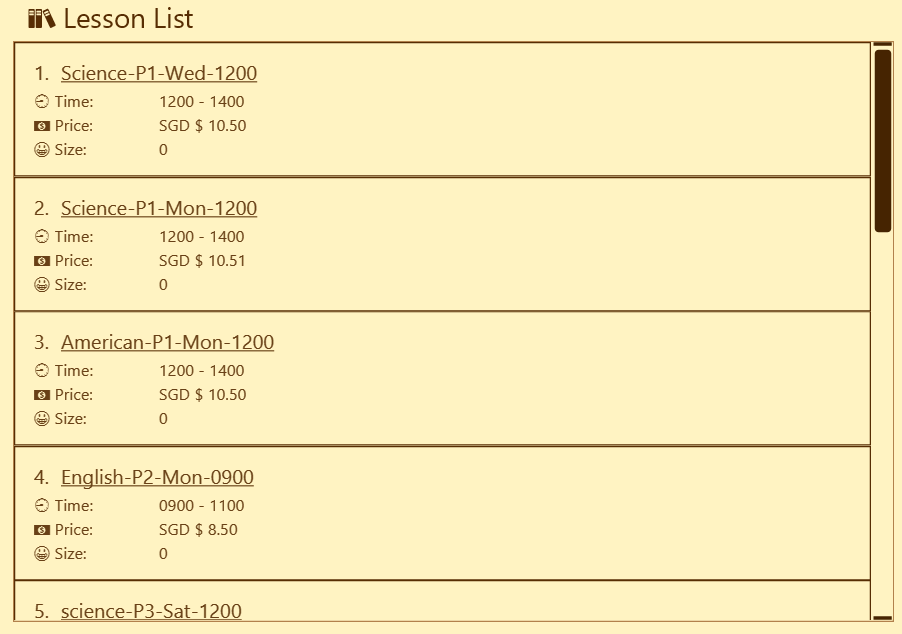 Lesson List
1. Science-P1-Wed-1200
Time: 1200 - 1400
Price: SGD $ 10.50
Size: 0
2. Science-P1-Mon-1200
Time: 1200 - 1400
Price: SGD $ 10.51
Size: 0
3. American-P1-Mon-1200
Time: 1200 - 1400
Price: SGD $ 10.50
Size: 0
4. English-P2-Mon-0900
Time: 0900 - 1100
Price: SGD $ 8.50
Size: 0
5. science-P3-Sat-1200